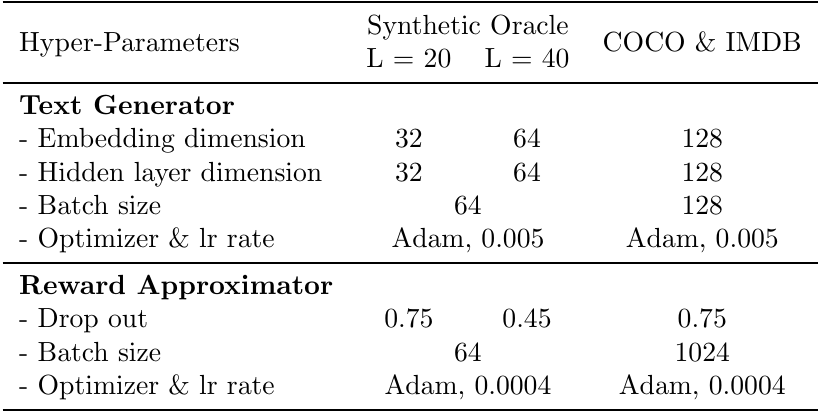 Hyper-Parameters Synthetic Oracle COCO & IMDB
L = 20 L = 40
Text Generator
- Embedding dimension 32 64 128
- Hidden layer dimension 32 64 128
- Batch size 64 128
- Optimizer & lr rate Adam, 0.005 Adam, 0.005
Reward Approximator
- Drop out 0.75 0.45 0.75
- Batch size 64 1024
- Optimizer & lr rate Adam, 0.0004 Adam, 0.0004